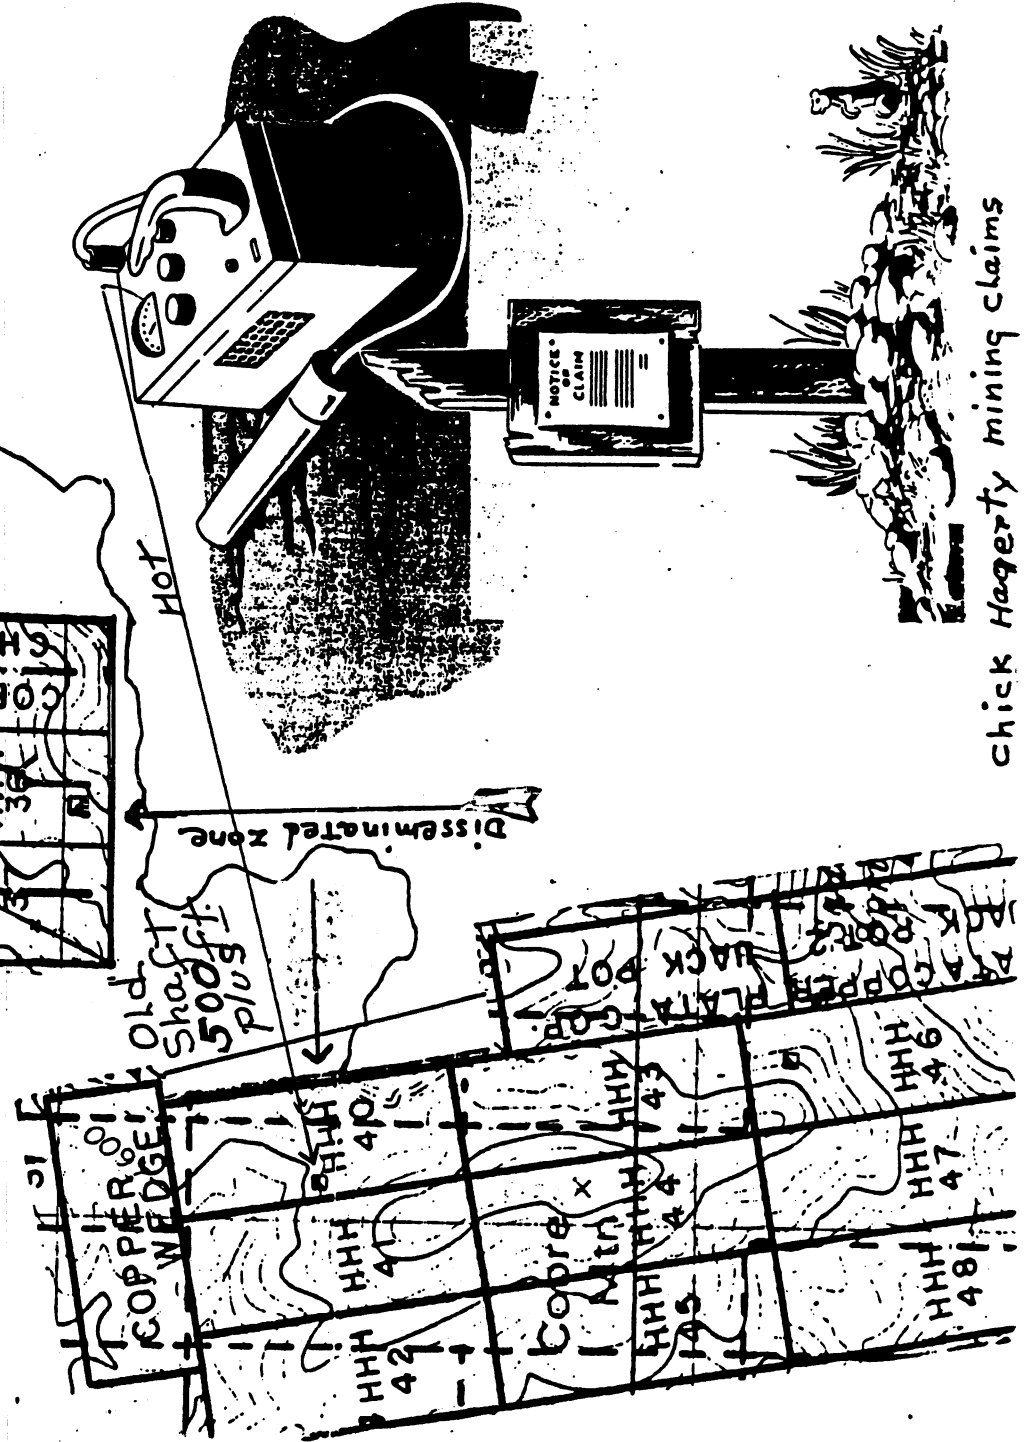 NOTICE
OF
CLAIM
Chick Hagerty mining claims
HOT
Disseminated zone
Old
Shaft
500 ft.
plus
36
COPPER
WEDGE
HHH
40
HHH
41
HHH
42
HHH
43
HHH
44
HHH
45
HHH
46
HHH
47
HHH
48
Cobre
Mtn
PLATA
COPPER
JACK
POT